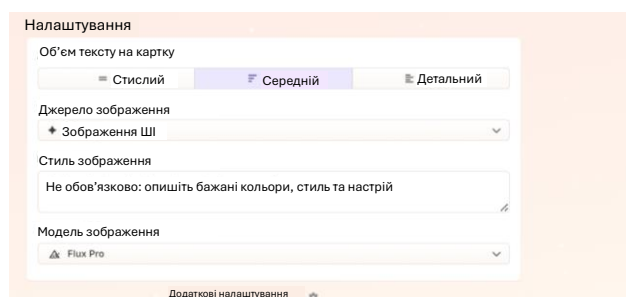 Налаштування
Об’єм тексту на картку
Стислий Середній Детальний
Джерело зображення
Зображення ШІ
Стиль зображення
Не обов’язково: опишіть бажані кольори, стиль та настрій
Модель зображення
Flux Pro
Додаткові налаштування